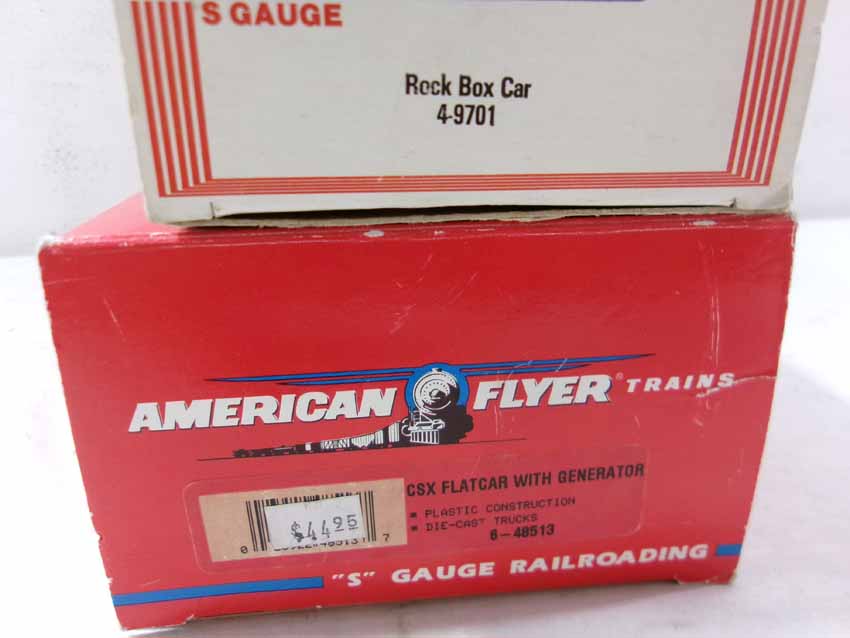 S GAUGE
Rock Box Car
4-9701
AMERICAN FLYER® TRAINS
CSX FLATCAR WITH GENERATOR
PLASTIC CONSTRUCTION
DIE-CAST TRUCKS
6-48513
$44.95
"S" GAUGE RAILROADING